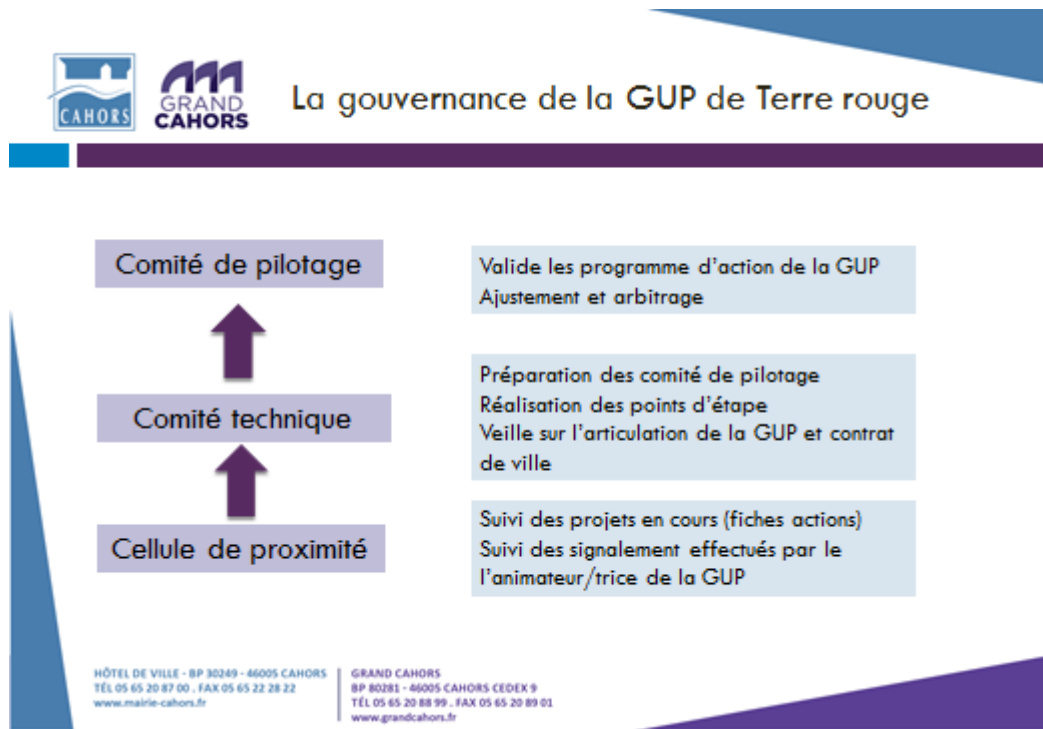 CAHORS
GRAND
CAHORS
La gouvernance de la GUP de Terre rouge
Comité de pilotage
Valide les programme d'action de la GUP
Ajustement et arbitrage
Comité technique
Préparation des comité de pilotage
Réalisation des points d'étape
Veille sur l'articulation de la GUP et contrat
de ville
Cellule de proximité
Suivi des projets en cours (fiches actions)
Suivi des signalement effectués par le
l'animateur/trice de la GUP
HÔTEL DE VILLE - BP 30249 - 46005 CAHORS
TÉL 05 65 20 87 00 . FAX 05 65 22 28 22
www.mairie-cahors.fr
GRAND CAHORS
BP 80281 - 46005 CAHORS CEDEX 9
TÉL 05 65 20 88 99 . FAX 05 65 20 89 01
www.grandcahors.fr